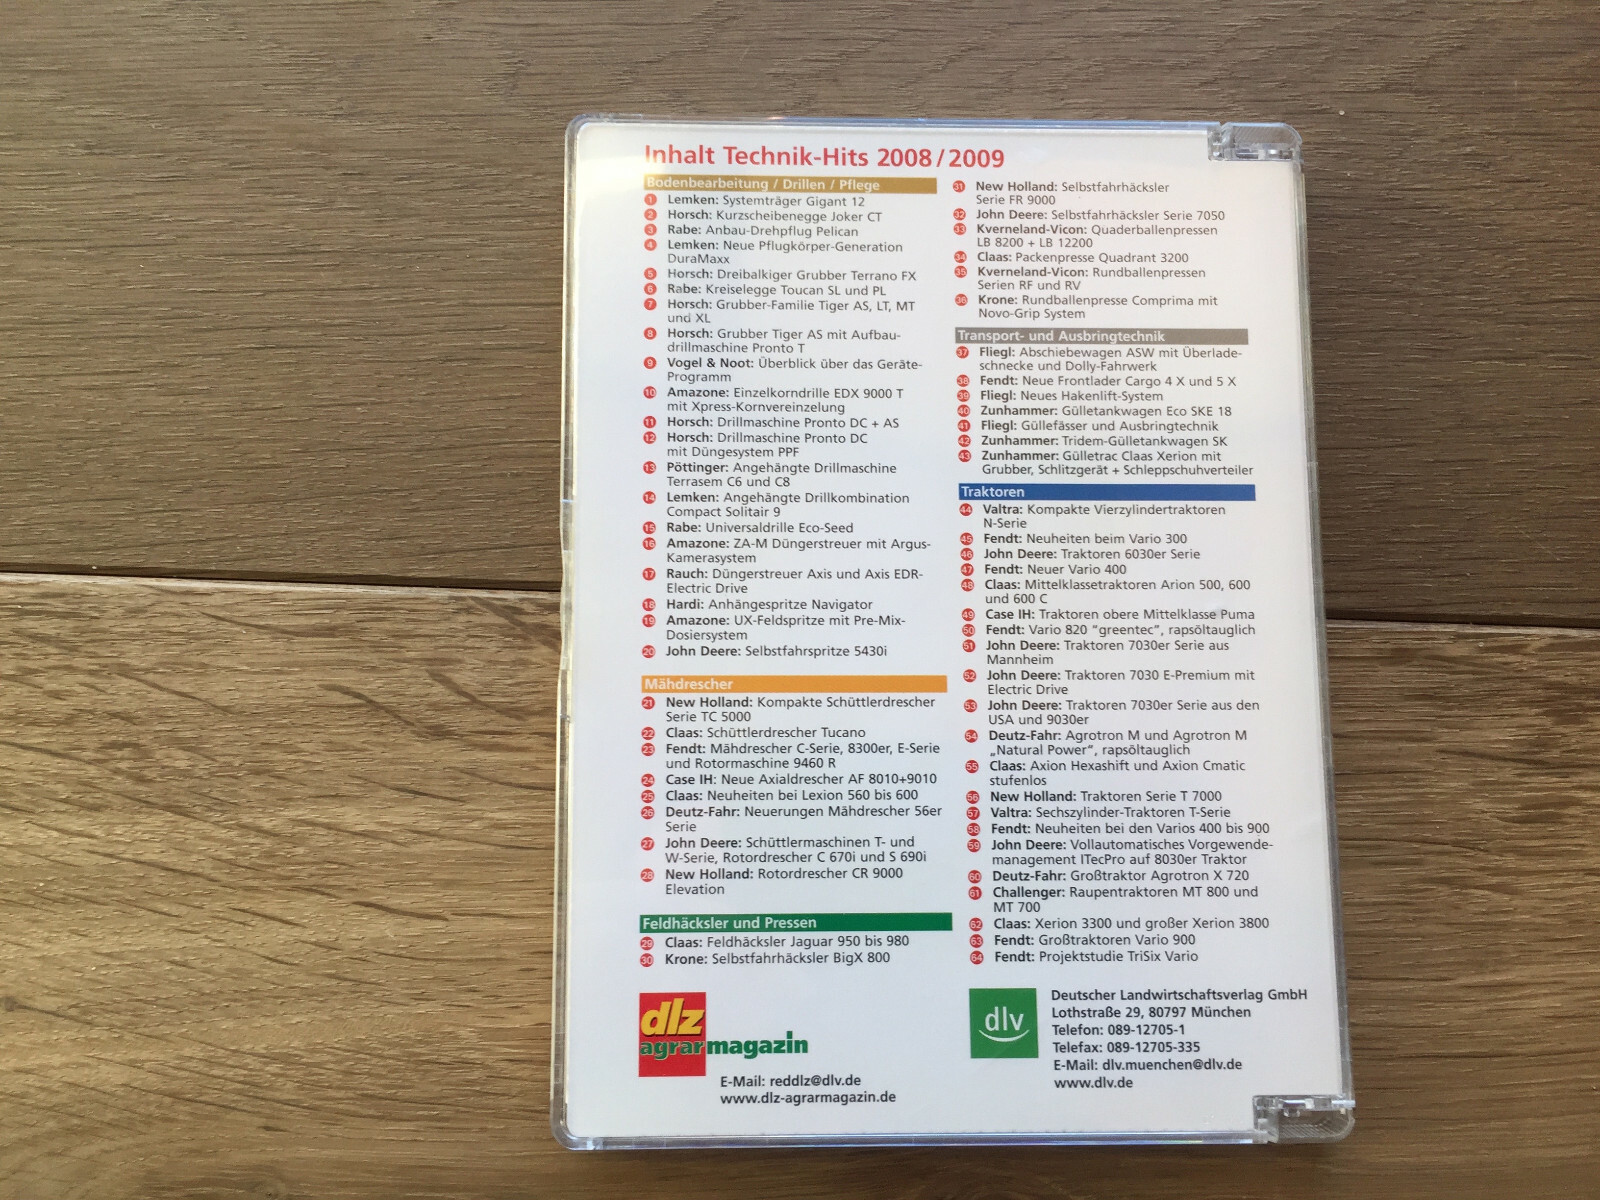 Inhalt Technik-Hits 2008/2009
Bodenbearbeitung / Drillen / Pflege
1 Lemken: Systemträger Gigant 12
2 Horsch: Kurzscheibenegge Joker CT
3 Rabe: Anbau-Drehpflug Pelican
4 Lemken: Neue Pflugkörper-Generation
DuraMaxx
5 Horsch: Dreibalkiger Grubber Terrano FX
6 Rabe: Kreiselegge Toucan SL und PL
7 Horsch: Grubber-Familie Tiger AS, LT, MT
und XL
8 Horsch: Grubber Tiger AS mit Aufbau-
drillmaschine Pronto T
9 Vogel & Noot: Überblick über das Geräte-
Programm
10 Amazone: Einzelkorndrille EDX 9000 T
mit Xpress-Kornvereinzelung
11 Horsch: Drillmaschine Pronto DC + AS
12 Horsch: Drillmaschine Pronto DC
mit Düngesystem PPF
13 Pöttinger: Angehängte Drillmaschine
Terrasem C6 und C8
14 Lemken: Angehängte Drillkombination
Compact Solitair 9
15 Rabe: Universaldrille Eco-Seed
16 Amazone: ZA-M Düngerstreuer mit Argus-
Kamerasystem
17 Rauch: Düngerstreuer Axis und Axis EDR-
Electric Drive
18 Hardi: Anhängespritze Navigator
19 Amazone: UX-Feldspritze mit Pre-Mix-
Dosiersystem
20 John Deere: Selbstfahrspritze 5430i
Mähdrescher
21 New Holland: Kompakte Schüttlerdrescher
Serie TC 5000
22 Claas: Schüttlerdrescher Tucano
23 Fendt: Mähdrescher C-Serie, 8300er, E-Serie
und Rotormaschine 9460 R
24 Case IH: Neue Axialdrescher AF 8010+9010
25 Claas: Neuheiten bei Lexion 560 bis 600
26 Deutz-Fahr: Neuerungen Mähdrescher 56er
Serie
27 John Deere: Schüttlermaschinen T- und
W-Serie, Rotordrescher C 670i und S 690i
28 New Holland: Rotordrescher CR 9000
Elevation
Feldhäcksler und Pressen
29 Claas: Feldhäcksler Jaguar 950 bis 980
30 Krone: Selbstfahrhäcksler BigX 800
31 New Holland: Selbstfahrhäcksler
Serie FR 9000
32 John Deere: Selbstfahrhäcksler Serie 7050
33 Kverneland-Vicon: Quaderballenpressen
LB 8200 + LB 12200
34 Claas: Packenpresse Quadrant 3200
35 Kverneland-Vicon: Rundballenpressen
Serien RF und RV
36 Krone: Rundballenpresse Comprima mit
Novo-Grip System
Transport- und Ausbringtechnik
37 Fliegl: Abschiebewagen ASW mit Überlade-
schnecke und Dolly-Fahrwerk
38 Fendt: Neue Frontlader Cargo 4 X und 5 X
39 Fliegl: Neues Hakenlift-System
40 Zunhammer: Gülletankwagen Eco SKE 18
41 Fliegl: Güllefässer und Ausbringtechnik
42 Zunhammer: Tridem-Gülletankwagen SK
43 Zunhammer: Gülletrac Claas Xerion mit
Grubber, Schlitzgerät + Schleppschuhverteiler
Traktoren
44 Valtra: Kompakte Vierzylindertraktoren
N-Serie
45 Fendt: Neuheiten beim Vario 300
46 John Deere: Traktoren 6030er Serie
47 Fendt: Neuer Vario 400
48 Claas: Mittelklassetraktoren Arion 500, 600
und 600 C
49 Case IH: Traktoren obere Mittelklasse Puma
50 Fendt: Vario 820 "greentec", rapsöltauglich
51 John Deere: Traktoren 7030er Serie aus
Mannheim
52 John Deere: Traktoren 7030 E-Premium mit
Electric Drive
53 John Deere: Traktoren 7030er Serie aus den
USA und 9030er
54 Deutz-Fahr: Agrotron M und Agrotron M
„Natural Power“, rapsöltauglich
55 Claas: Axion Hexashift und Axion Cmatic
stufenlos
56 New Holland: Traktoren Serie T 7000
57 Valtra: Sechszylinder-Traktoren T-Serie
58 Fendt: Neuheiten bei den Varios 400 bis 900
59 John Deere: Vollautomatisches Vorgewende-
management ITecPro auf 8030er Traktor
60 Deutz-Fahr: Großtraktor Agrotron X 720
61 Challenger: Raupentraktoren MT 800 und
MT 700
62 Claas: Xerion 3300 und großer Xerion 3800
63 Fendt: Großtraktoren Vario 900
64 Fendt: Projektstudie TriSix Vario
dlz
agrarmagazin
E-Mail: reddlz@dlv.de
www.dlz-agrarmagazin.de
dlv
Deutscher Landwirtschaftsverlag GmbH
Lothstraße 29, 80797 München
Telefon: 089-12705-1
Telefax: 089-12705-335
E-Mail: dlv.muenchen@dlv.de
www.dlv.de